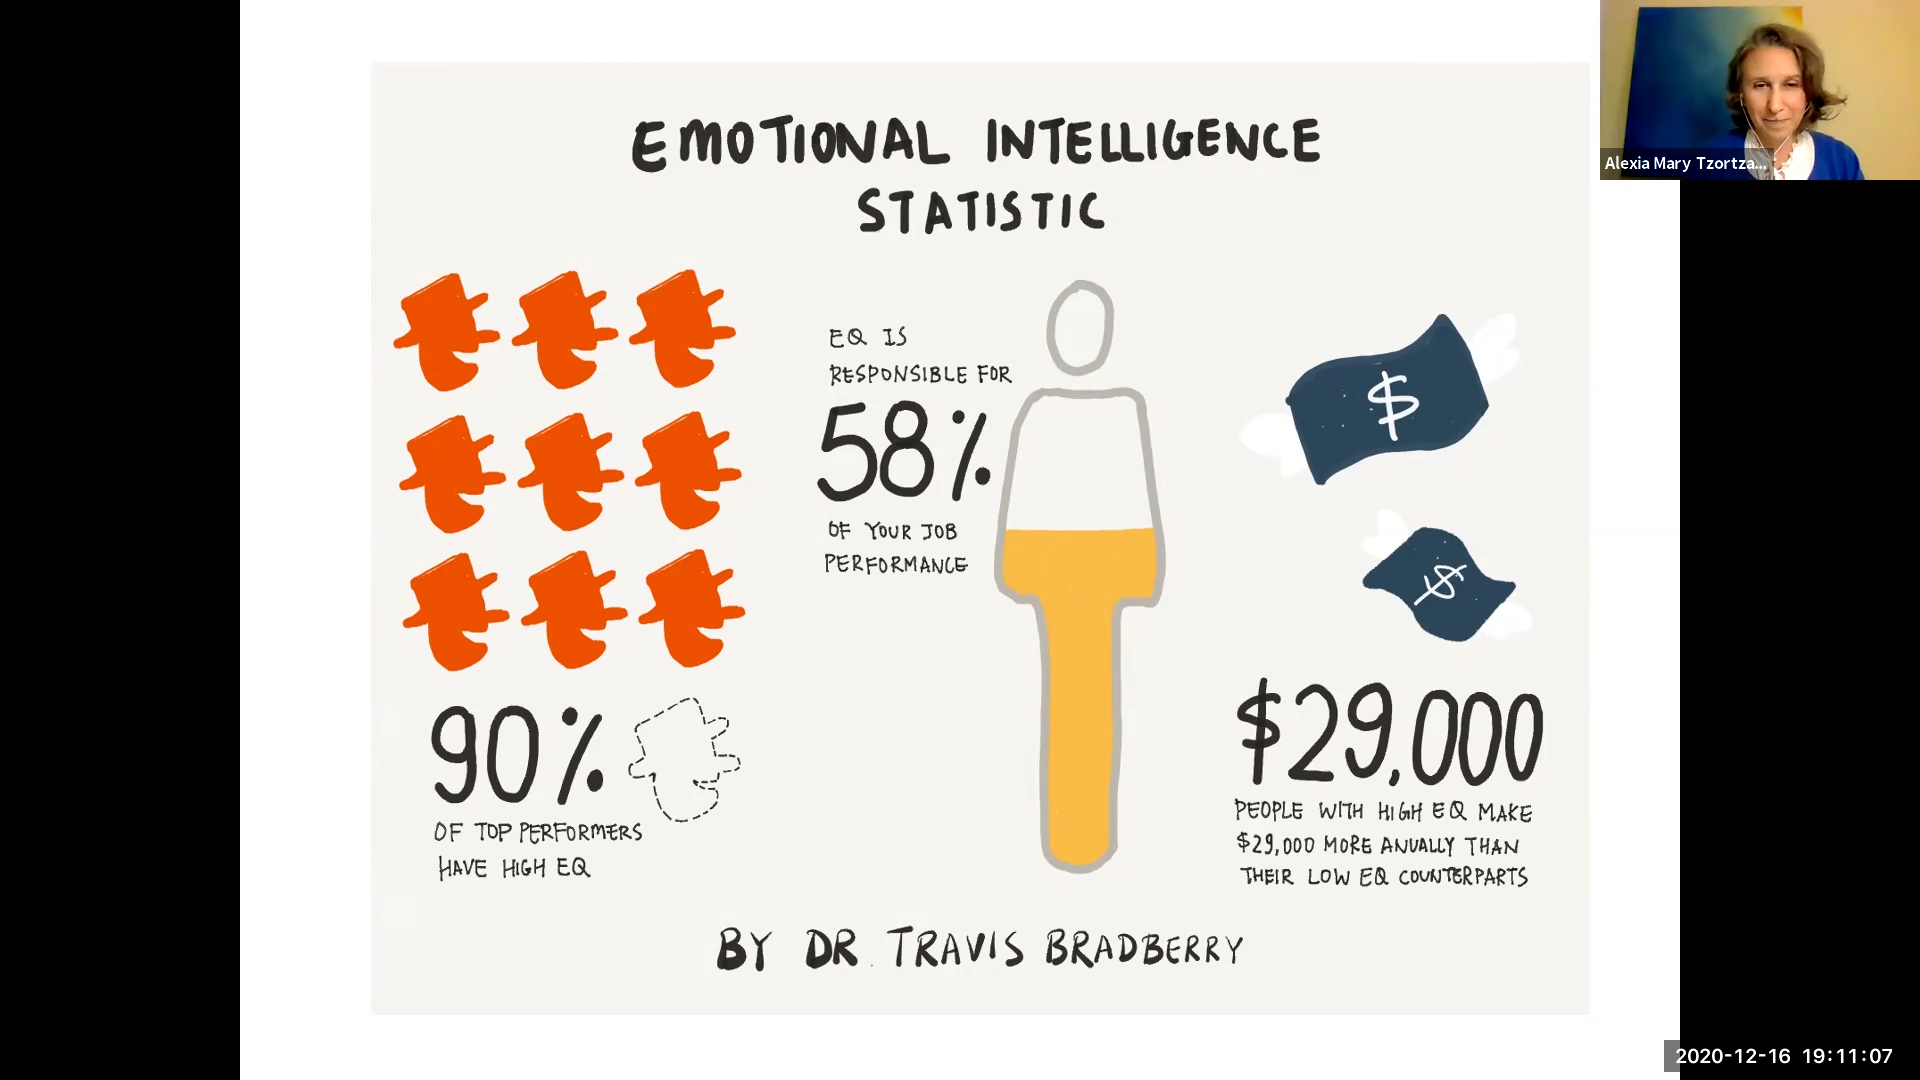 EMOTIONAL INTELLIGENCE
STATISTIC
90%
OF TOP PERFORMERS
HAVE HIGH EQ
EQ IS
RESPONSIBLE FOR
58%
OF YOUR JOB
PERFORMANCE
$
$
$29,000
PEOPLE WITH HIGH EQ MAKE
$29,000 MORE ANUALLY THAN
THEIR LOW EQ COUNTERPARTS
BY DR. TRAVIS BRADBERRY
Alexia Mary Tzortza...
2020-12-16 19:11:07